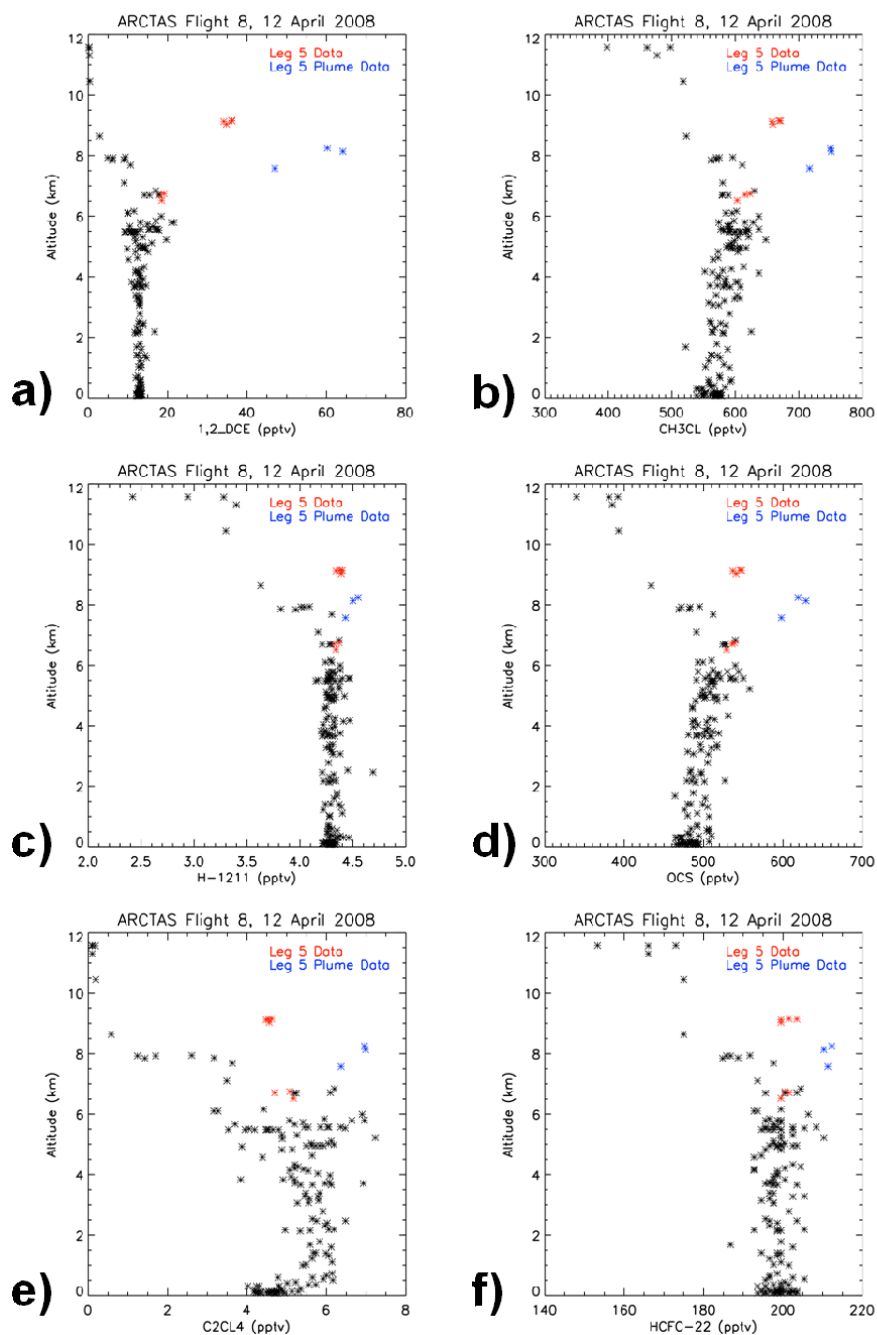 ARCTAS Flight 8, 12 April 2008
Leg 5 Data
Leg 5 Plume Data
Altitude (km)
12
10
8
6
4
2
0
0 20 40 60 80
1,2_DCE (pptv)
a)
ARCTAS Flight 8, 12 April 2008
Leg 5 Data
Leg 5 Plume Data
Altitude (km)
12
10
8
6
4
2
0
300 400 500 600 700 800
CH3CL (pptv)
b)
ARCTAS Flight 8, 12 April 2008
Leg 5 Data
Leg 5 Plume Data
Altitude (km)
12
10
8
6
4
2
0
2.0 2.5 3.0 3.5 4.0 4.5 5.0
H-1211 (pptv)
c)
ARCTAS Flight 8, 12 April 2008
Leg 5 Data
Leg 5 Plume Data
Altitude (km)
12
10
8
6
4
2
0
300 400 500 600 700
OCS (pptv)
d)
ARCTAS Flight 8, 12 April 2008
Leg 5 Data
Leg 5 Plume Data
Altitude (km)
12
10
8
6
4
2
0
0 2 4 6 8
C2CL4 (pptv)
e)
ARCTAS Flight 8, 12 April 2008
Leg 5 Data
Leg 5 Plume Data
Altitude (km)
12
10
8
6
4
2
0
140 160 180 200 220
HCFC-22 (pptv)
f)